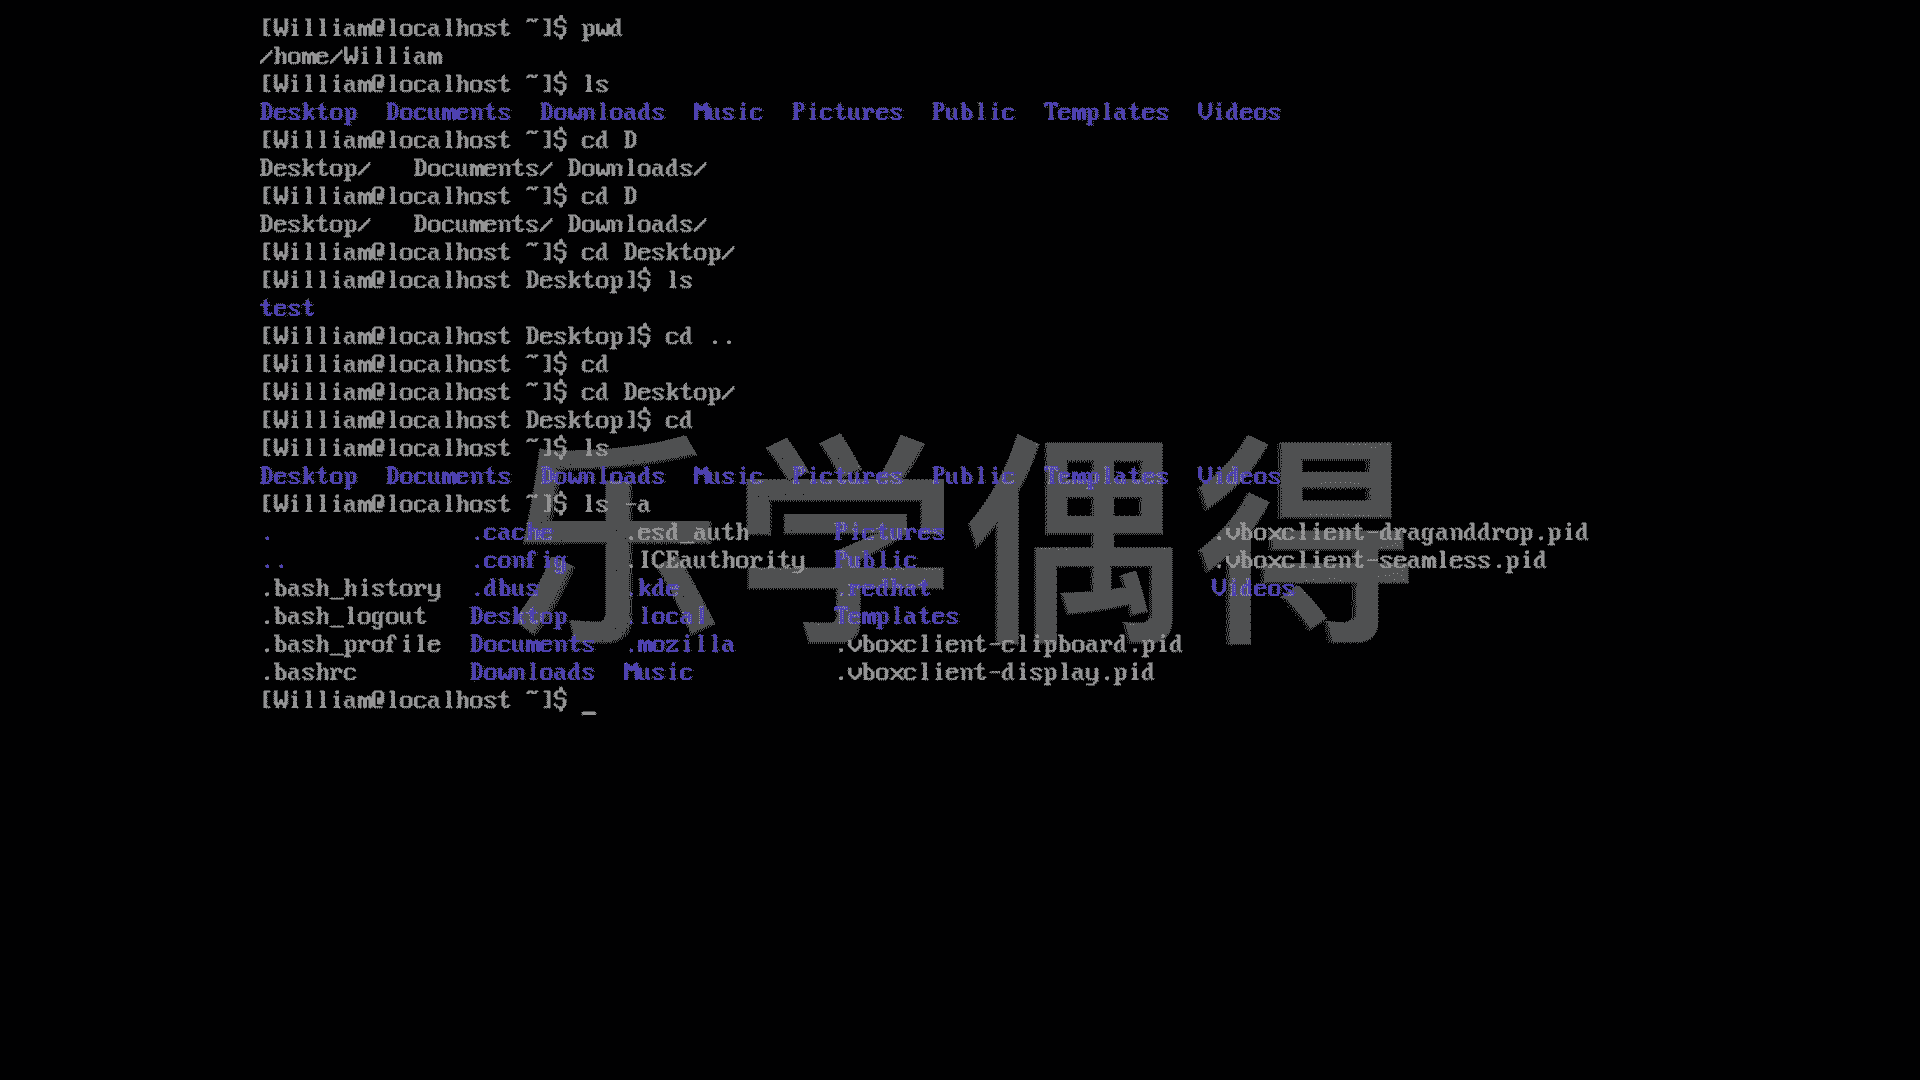 [William@localhost ~]$ pwd
/home/William
[William@localhost ~]$ ls
Desktop  Documents  Downloads  Music  Pictures  Public  Templates  Videos
[William@localhost ~]$ cd D
Desktop/   Documents/ Downloads/
[William@localhost ~]$ cd D
Desktop/   Documents/ Downloads/
[William@localhost ~]$ cd Desktop/
[William@localhost Desktop]$ ls
test
[William@localhost Desktop]$ cd ..
[William@localhost ~]$ cd
[William@localhost ~]$ cd Desktop/
[William@localhost Desktop]$ cd
[William@localhost ~]$ ls
Desktop  Documents  Downloads  Music  Pictures  Public  Templates  Videos
[William@localhost ~]$ ls -a
.              .cache     .esd_auth      Pictures                   .vboxclient-draganddrop.pid
..             .config    .ICEauthority  Public                     .vboxclient-seamless.pid
.bash_history  .dbus      .kde           .redhat                    Videos
.bash_logout   Desktop    .local         Templates
.bash_profile  Documents  .mozilla       .vboxclient-clipboard.pid
.bashrc        Downloads  Music          .vboxclient-display.pid
[William@localhost ~]$ _
乐学偶得